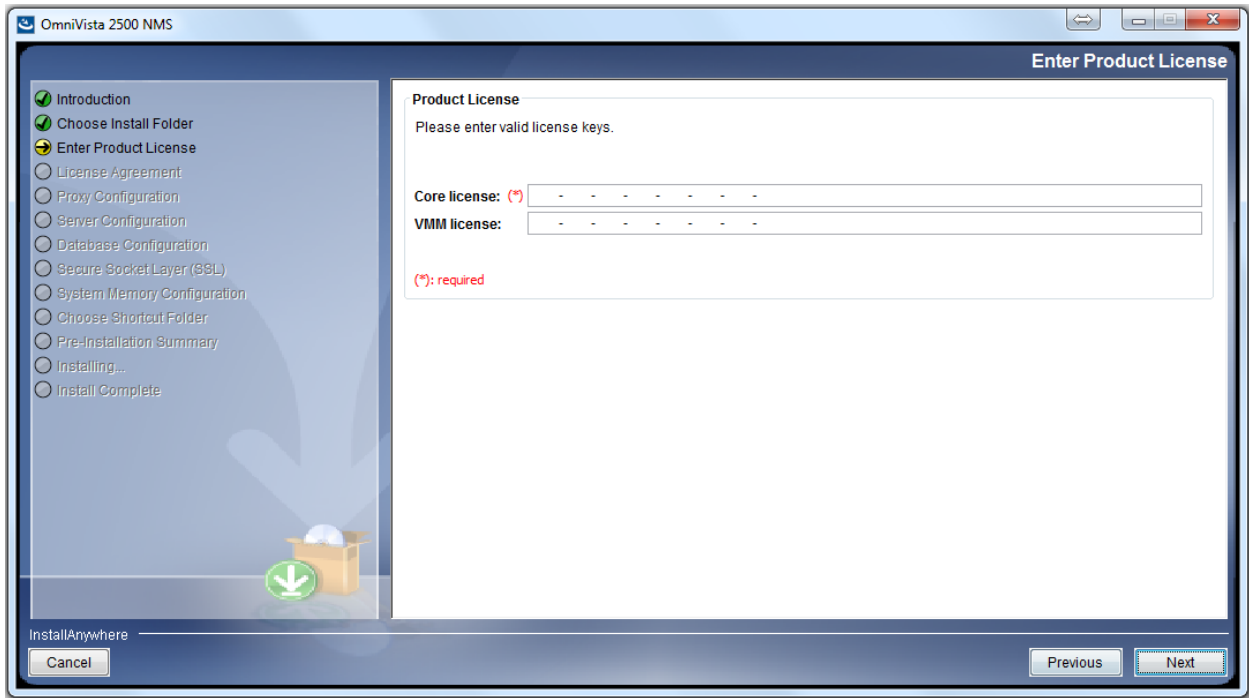 OmniVista 2500 NMS
Enter Product License
Introduction
Choose Install Folder
Enter Product License
License Agreement
Proxy Configuration
Server Configuration
Database Configuration
Secure Socket Layer (SSL)
System Memory Configuration
Choose Shortcut Folder
Pre-Installation Summary
Installing...
Install Complete
Product License
Please enter valid license keys.
Core license: (*) - - - - - - -
VMM license: - - - - - - -
(*): required
InstallAnywhere
Cancel Previous Next